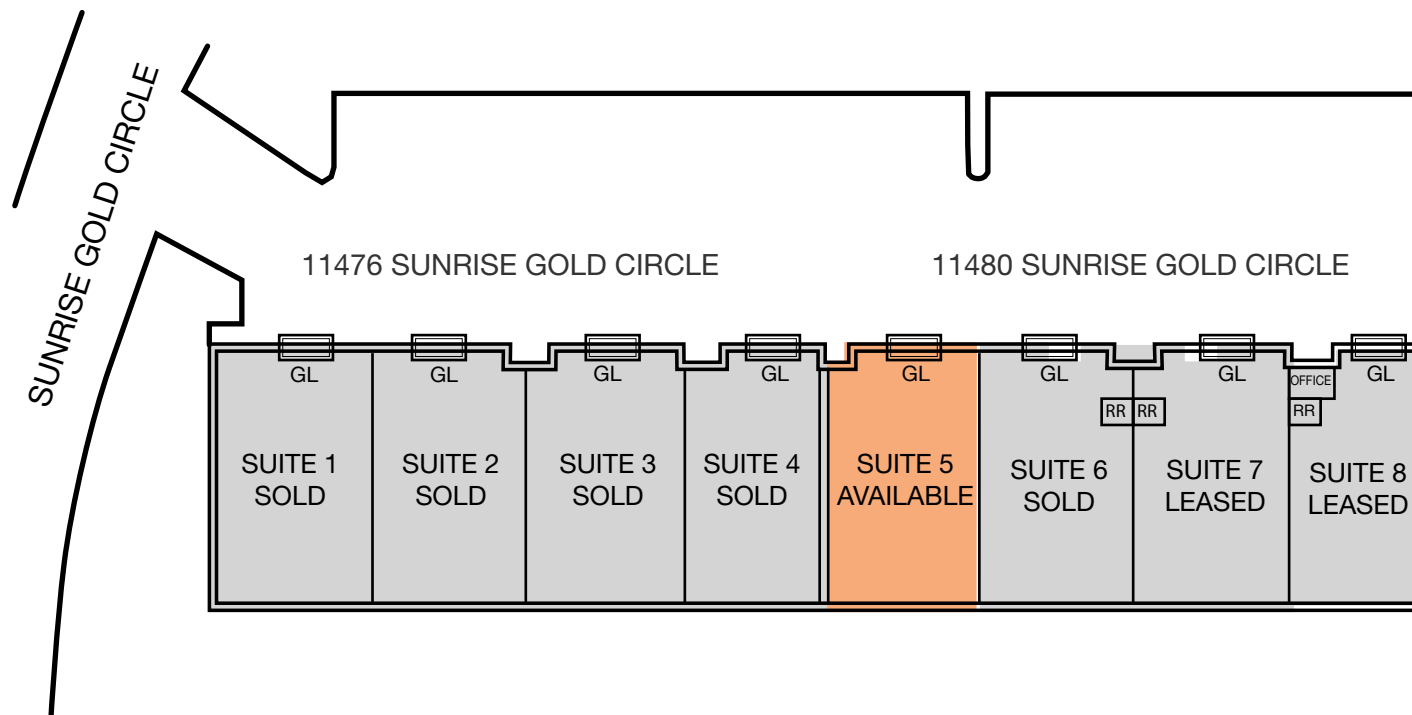 SUNRISE GOLD CIRCLE
11476 SUNRISE GOLD CIRCLE
11480 SUNRISE GOLD CIRCLE
GL
GL
GL
GL
GL
GL
GL
GL
OFFICE
RR
RR
RR
SUITE 1
SOLD
SUITE 2
SOLD
SUITE 3
SOLD
SUITE 4
SOLD
SUITE 5
AVAILABLE
SUITE 6
SOLD
SUITE 7
LEASED
SUITE 8
LEASED